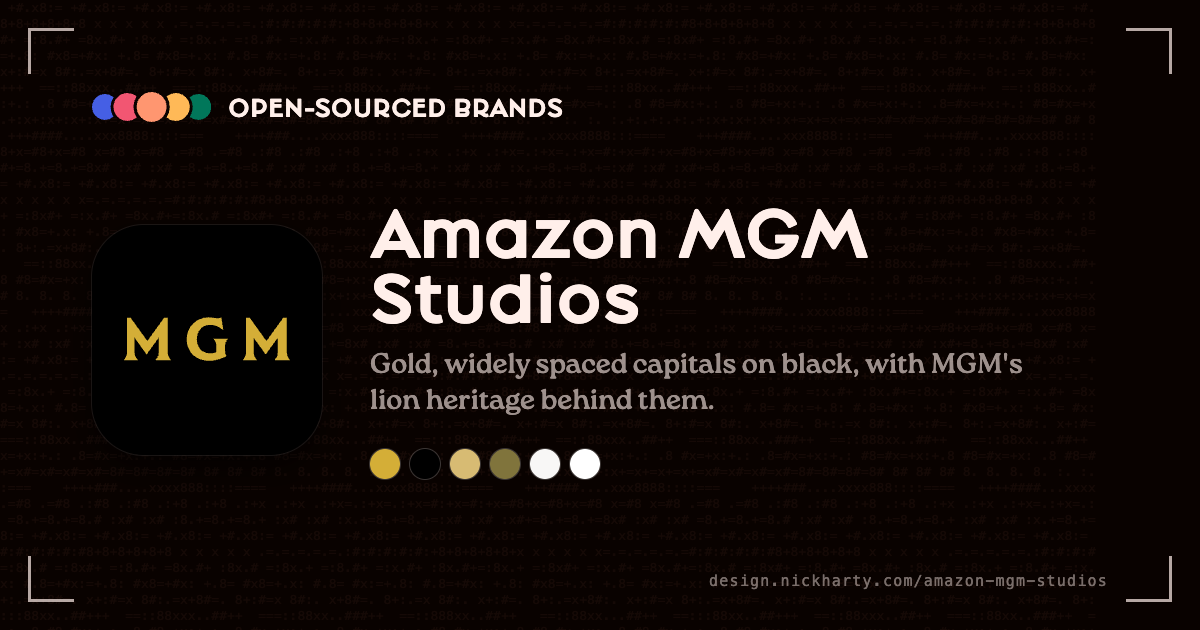 OPEN-SOURCED BRANDS
MGM
Amazon MGM
Studios
Gold, widely spaced capitals on black, with MGM's
lion heritage behind them.
design.nickharty.com/amazon-mgm-studios